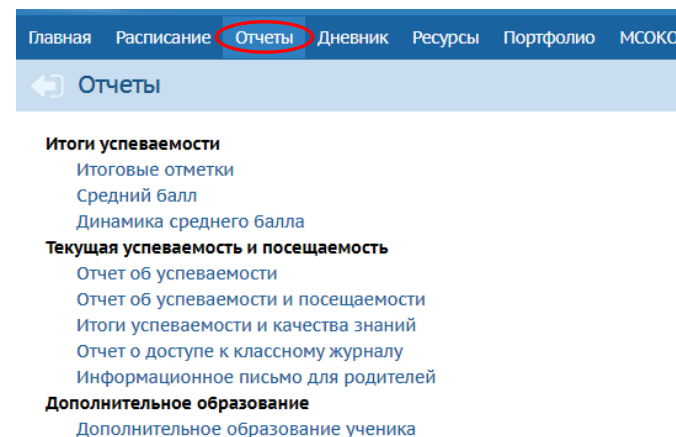 Главная Расписание Отчеты Дневник Ресурсы Портфолио МСОКО
Отчеты
Итоги успеваемости
Итоговые отметки
Средний балл
Динамика среднего балла
Текущая успеваемость и посещаемость
Отчет об успеваемости
Отчет об успеваемости и посещаемости
Итоги успеваемости и качества знаний
Отчет о доступе к классному журналу
Информационное письмо для родителей
Дополнительное образование
Дополнительное образование ученика